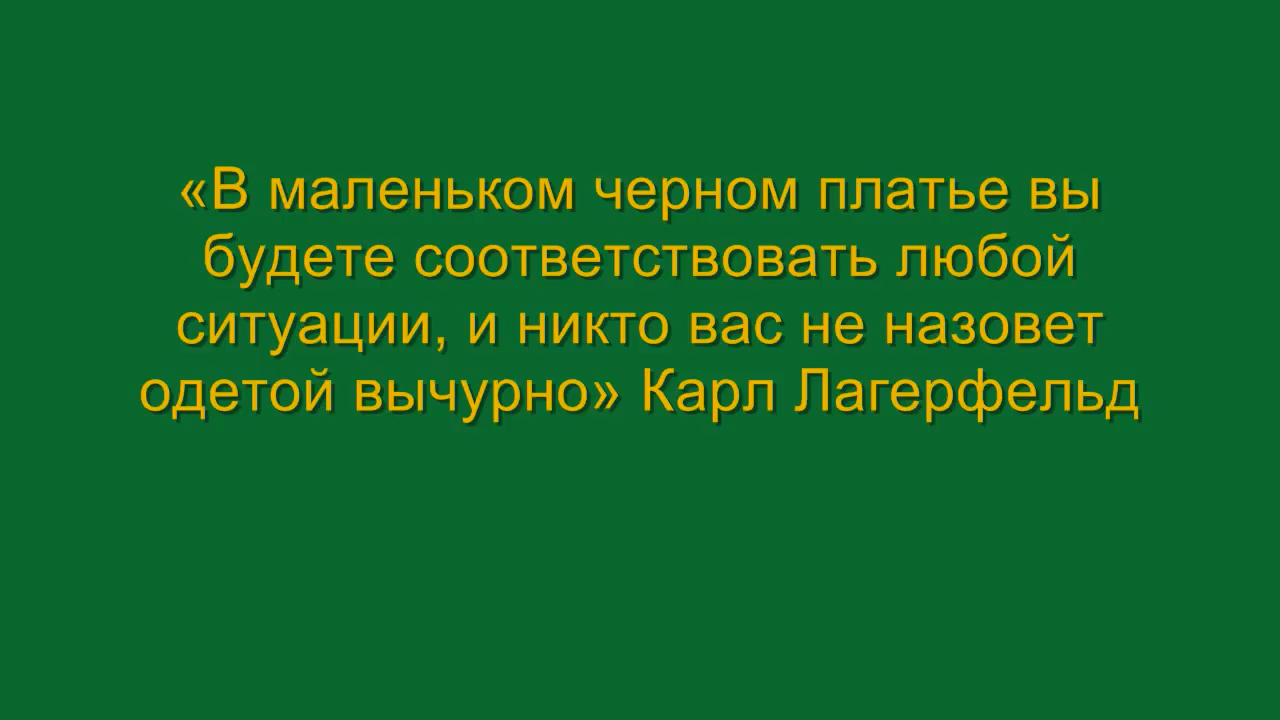 «В маленьком черном платье вы
будете соответствовать любой
ситуации, и никто вас не назовет
одетой вычурно» Карл Лагерфельд